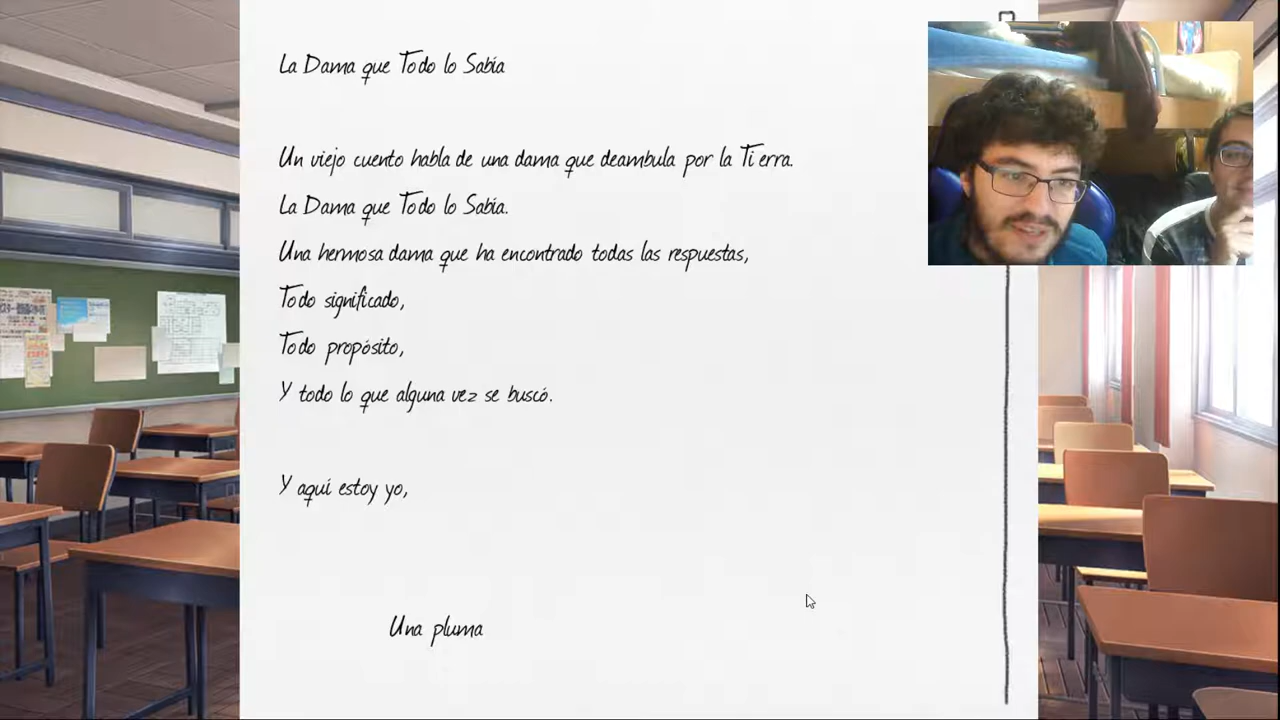 La Dama que Todo lo Sabía
Un viejo cuento habla de una dama que deambula por la Tierra.
La Dama que Todo lo Sabía.
Una hermosa dama que ha encontrado todas las respuestas,
Todo significado,
Todo propósito,
Y todo lo que alguna vez se buscó.
Y aquí estoy yo,
Una pluma